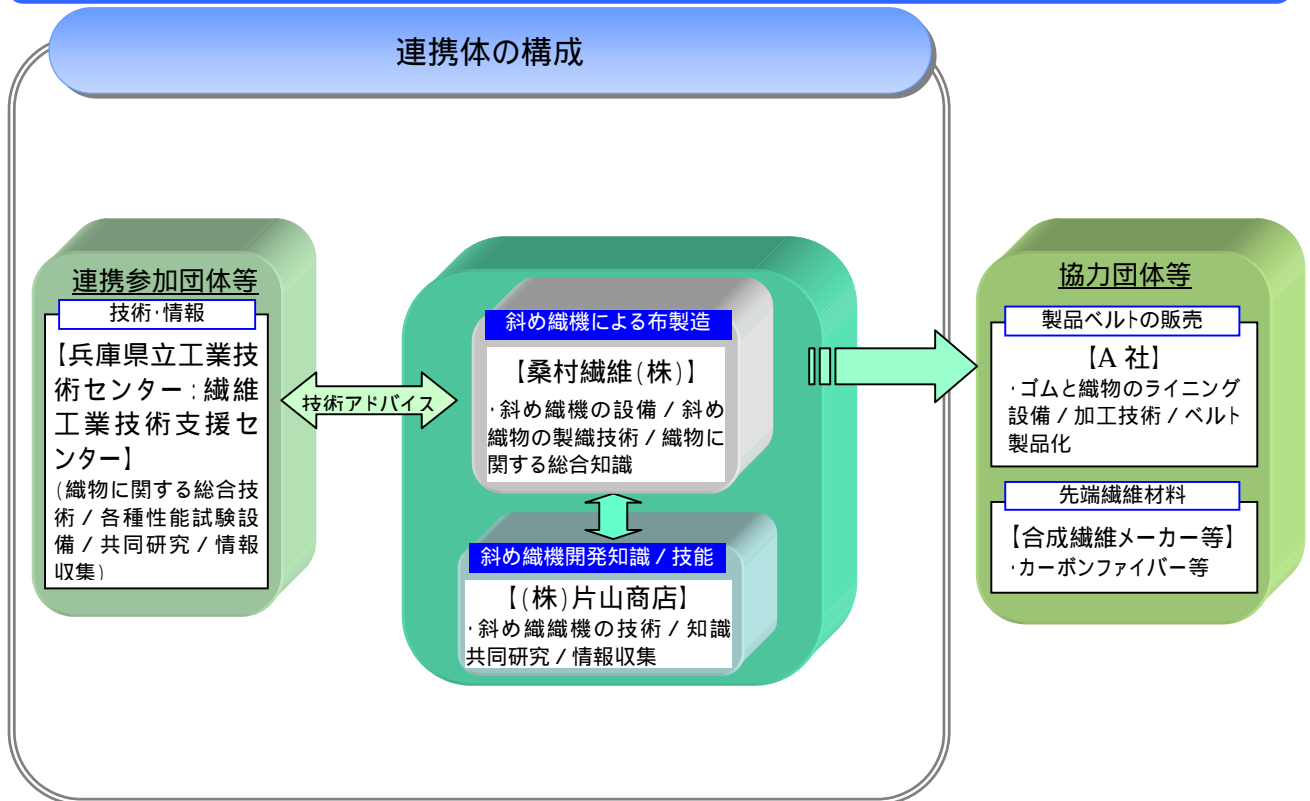 連携体の構成
連携参加団体等
技術・情報
【兵庫県立工業技
術センター:繊維
工業技術支援セ
ンター】
(織物に関する総合技
術/各種性能試験設
備/共同研究/情報
収集)
技術アドバイス
斜め織機による布製造
【桑村繊維(株)】
・斜め織機の設備/斜め
織物の製織技術/織物に
関する総合知識
斜め織機開発知識/技能
【(株)片山商店】
・斜め織織機の技術/知識
共同研究/情報収集
協力団体等
製品ベルトの販売
【A 社】
・ゴムと織物のライニング
設備/加工技術/ベルト
製品化
先端繊維材料
【合成繊維メーカー等】
・カーボンファイバー等